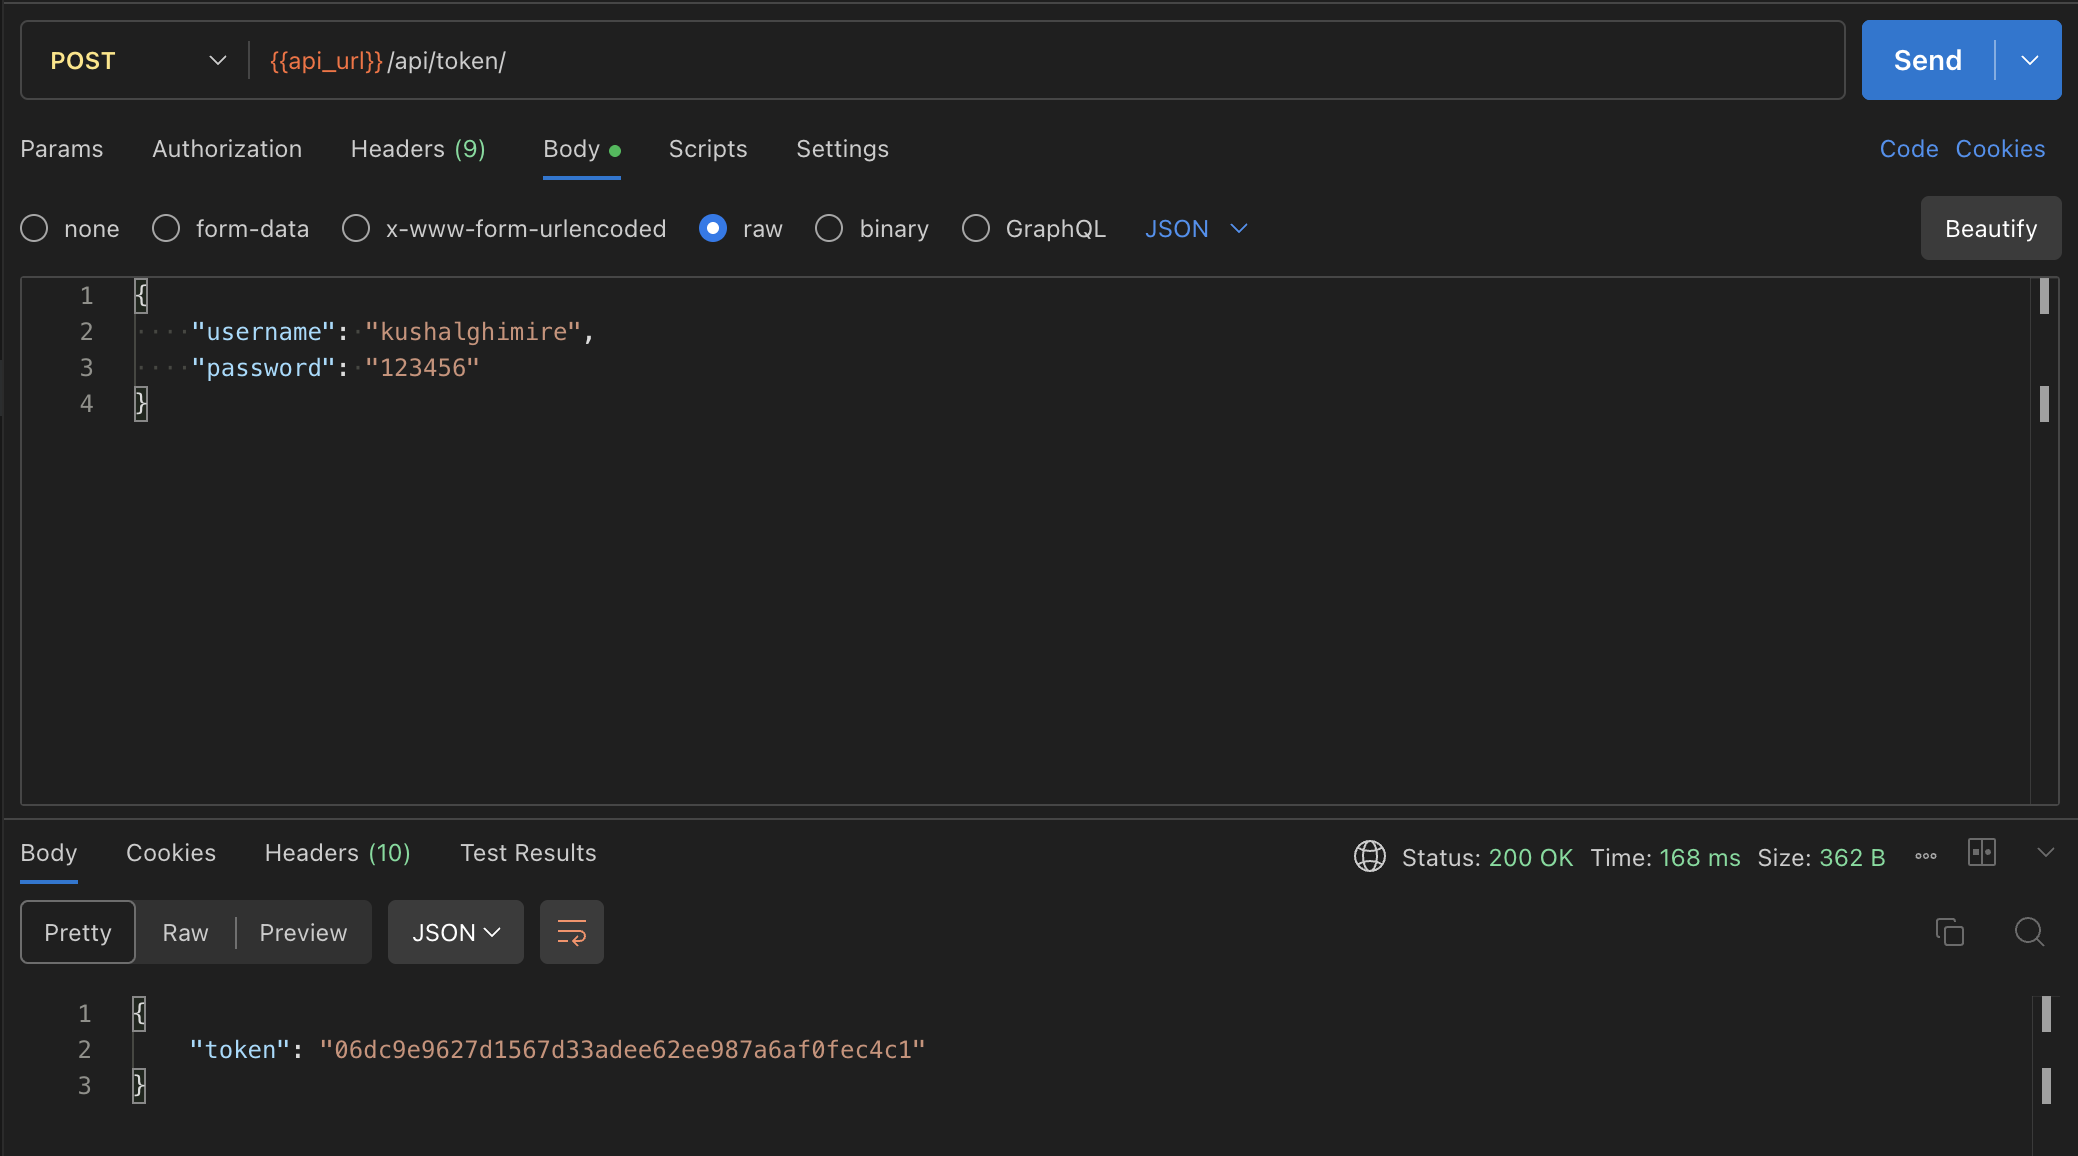 POST {{api_url}}/api/token/ Send
Params Authorization Headers (9) Body Scripts Settings Code Cookies
none form-data x-www-form-urlencoded raw binary GraphQL JSON Beautify
1 {
2 "username": "kushalghimire",
3 "password": "123456"
4 }
Body Cookies Headers (10) Test Results Status: 200 OK Time: 168 ms Size: 362 B
Pretty Raw Preview JSON
1 {
2 "token": "06dc9e9627d1567d33adee62ee987a6af0fec4c1"
3 }